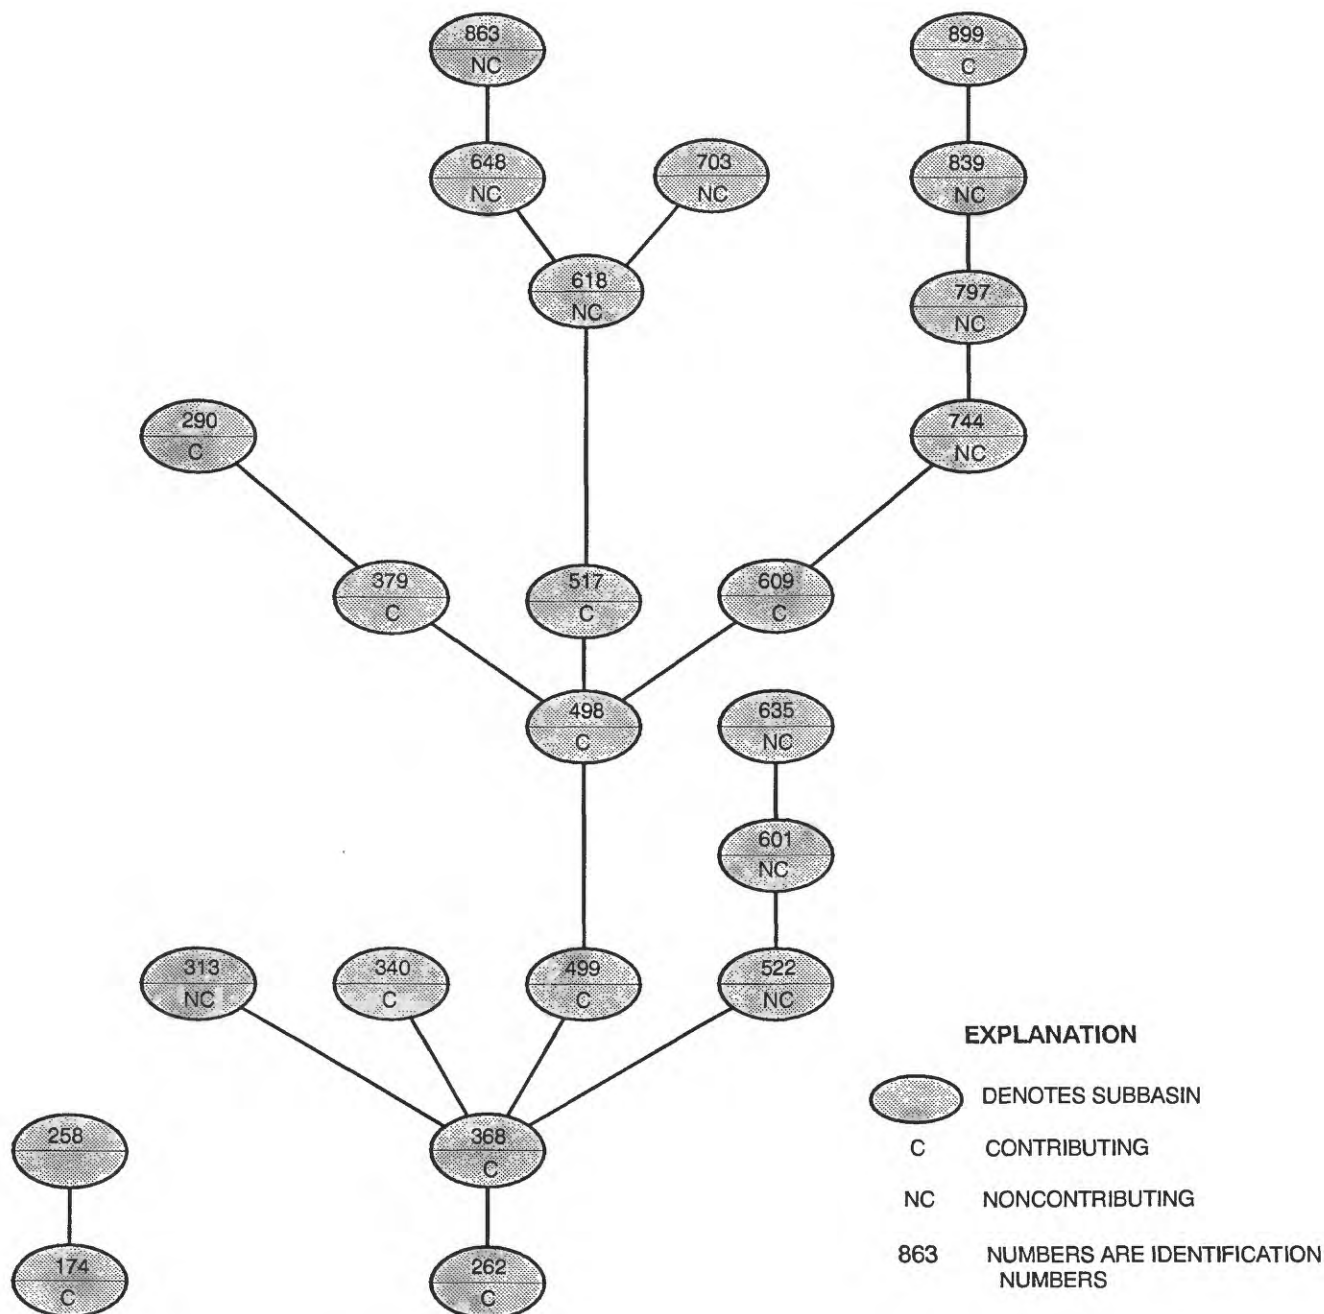 863
NC
899
C
648
NC
703
NC
839
NC
618
NC
797
NC
290
C
744
NC
379
C
517
C
609
C
498
C
635
NC
601
NC
313
NC
340
C
499
C
522
NC
EXPLANATION
DENOTES SUBBASIN
C CONTRIBUTING
NC NONCONTRIBUTING
863 NUMBERS ARE IDENTIFICATION
NUMBERS
258
368
C
174
C
262
C